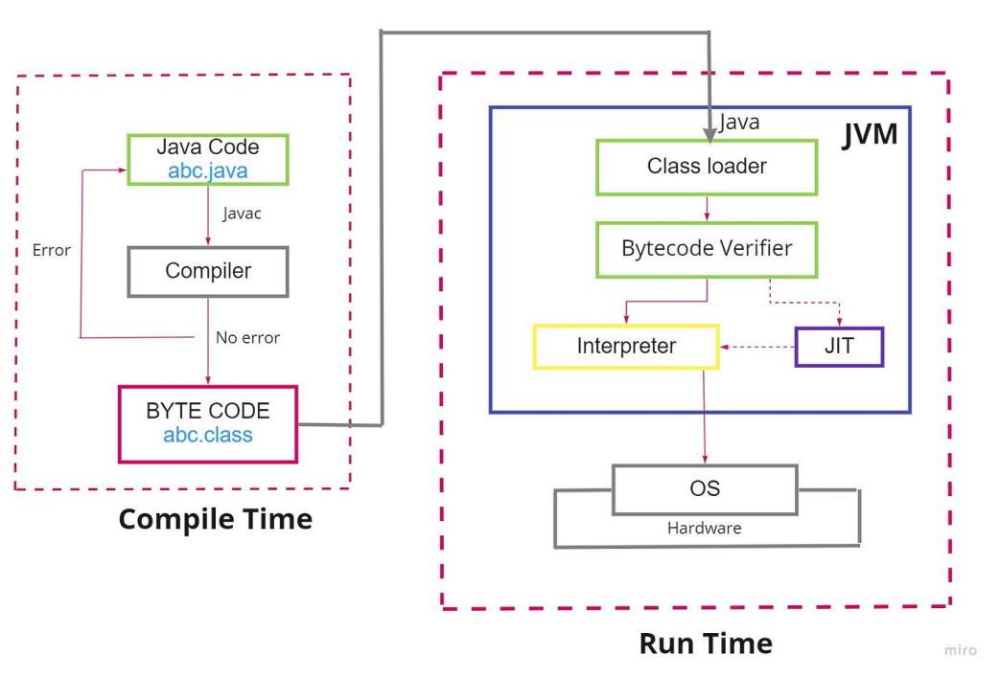 Java Code
abc.java
Javac
Error
Compiler
No error
BYTE CODE
abc.class
Compile Time
Java
JVM
Class loader
Bytecode Verifier
Interpreter
JIT
OS
Hardware
Run Time
miro